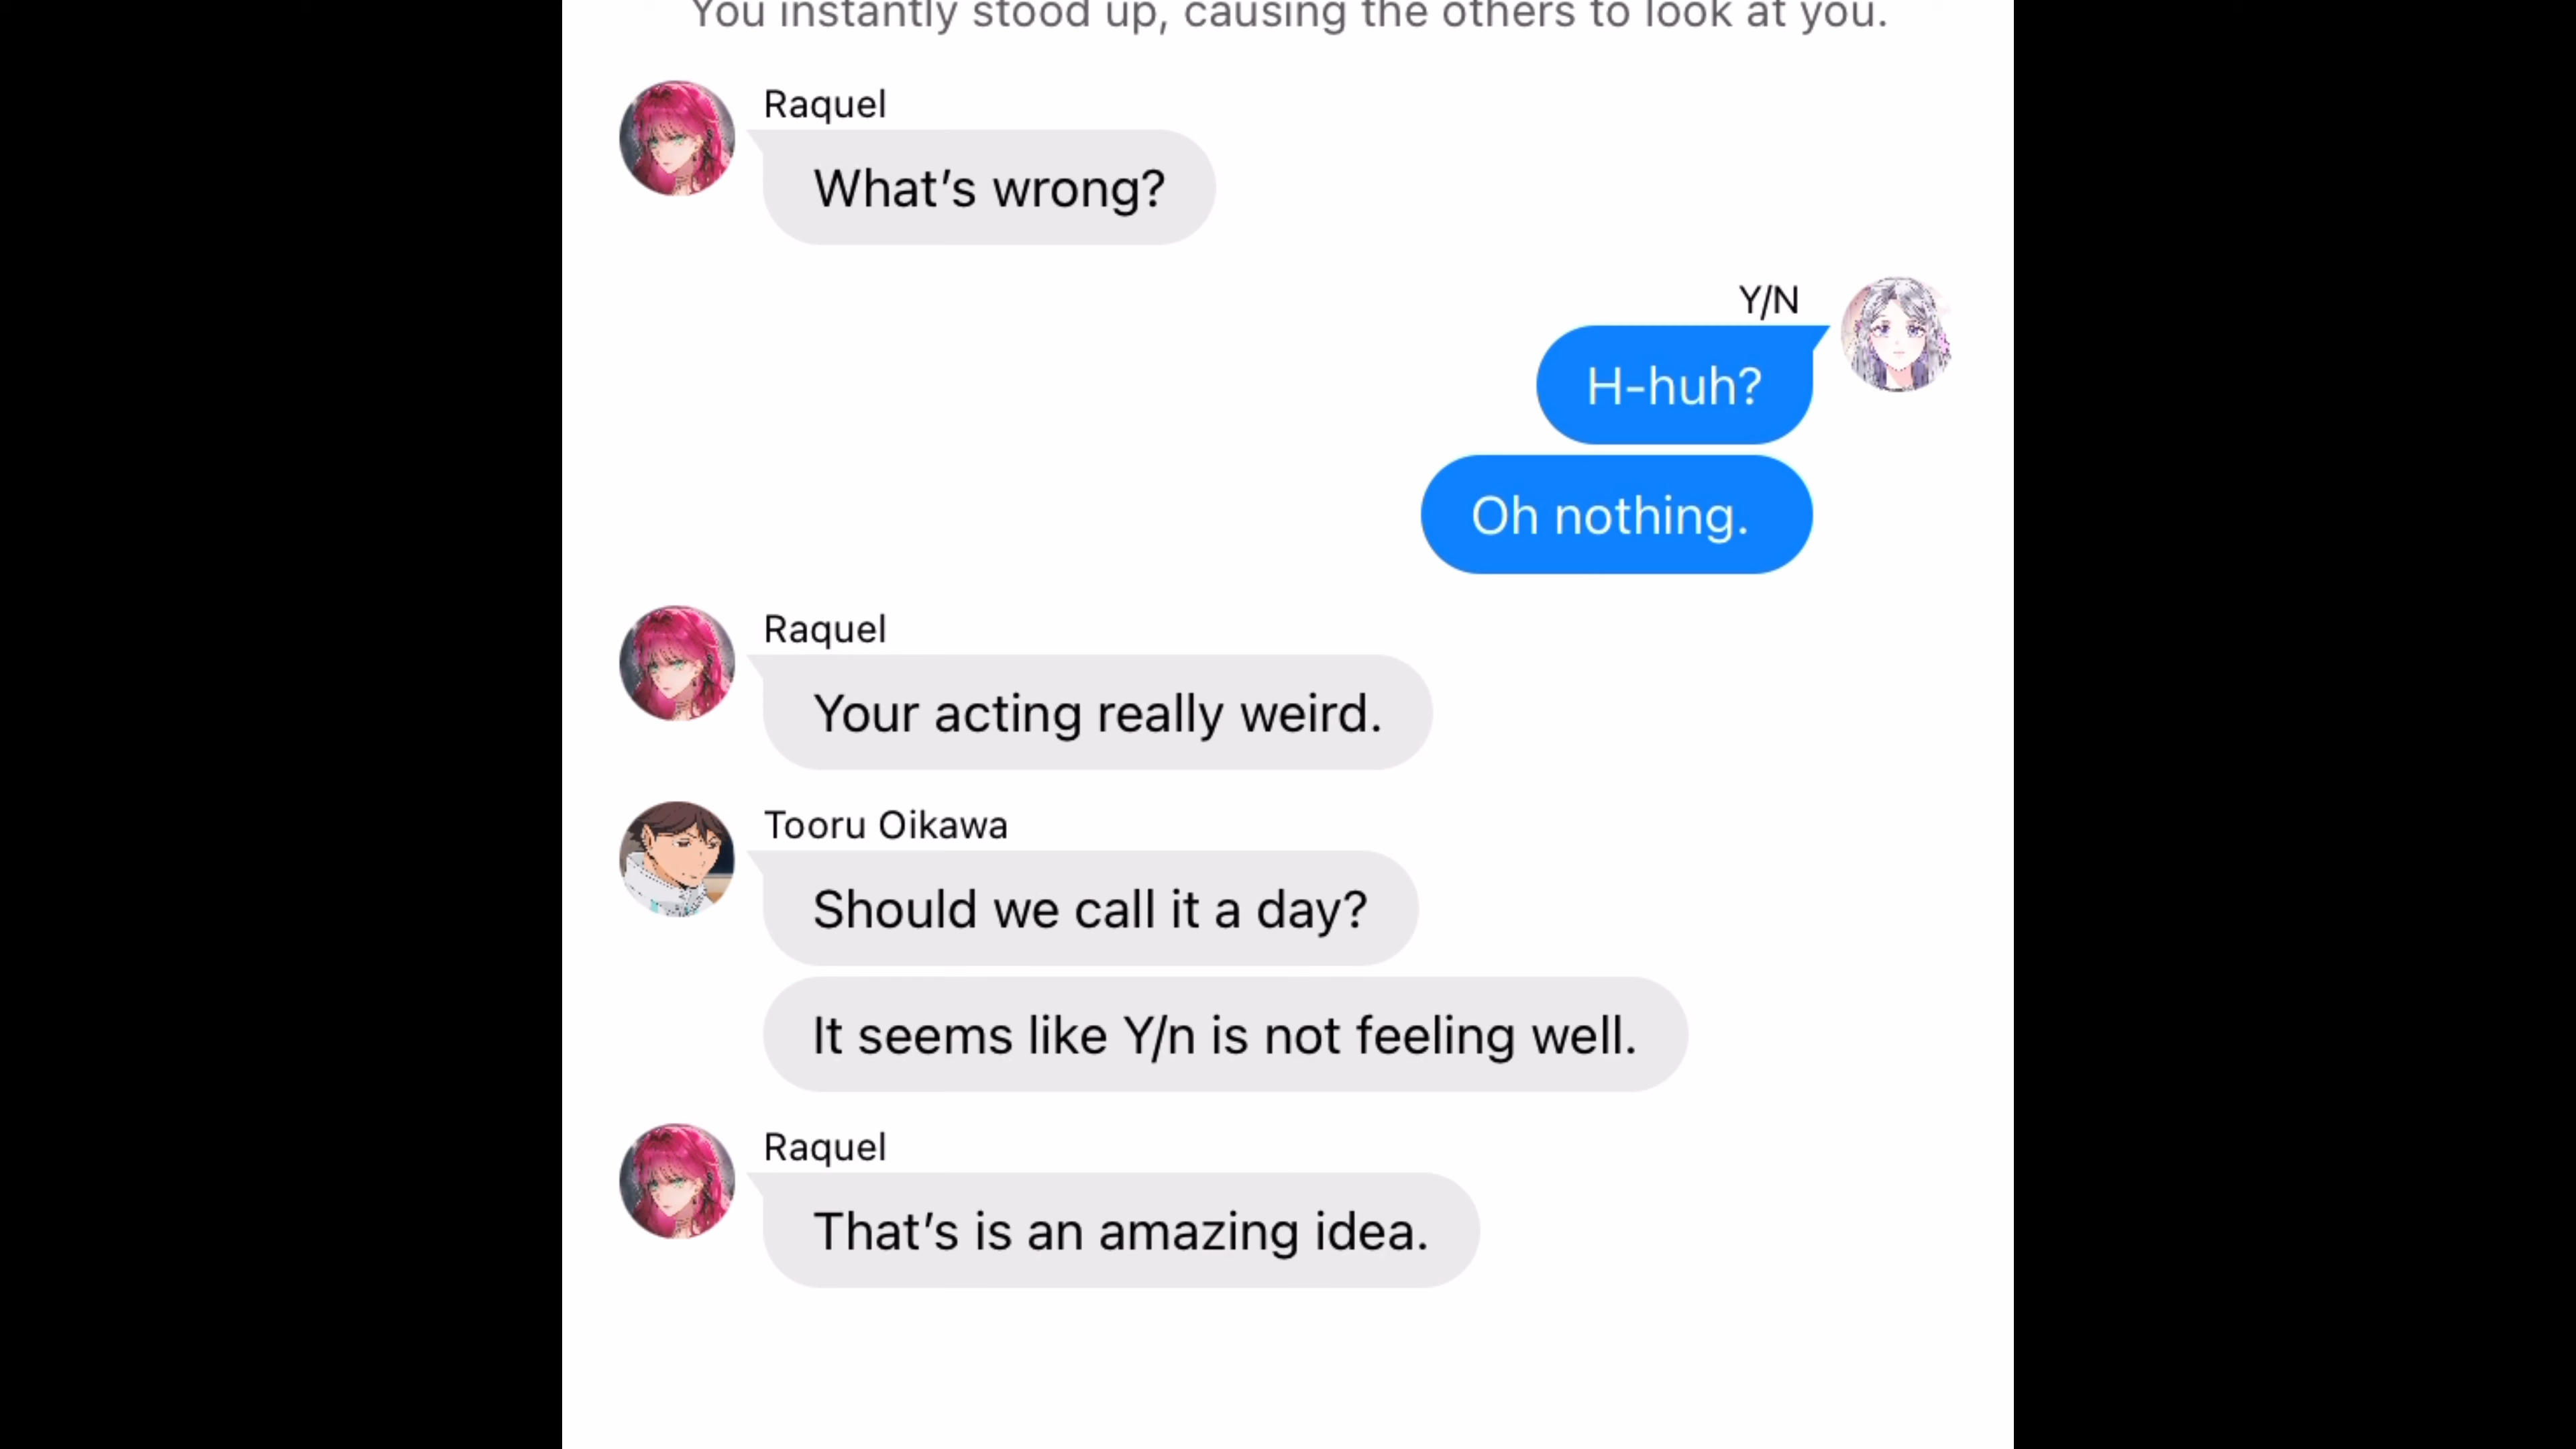 You instantly stood up, causing the others to look at you.
Raquel
What’s wrong?
Y/N
H-huh?
Oh nothing.
Raquel
Your acting really weird.
Tooru Oikawa
Should we call it a day?
It seems like Y/n is not feeling well.
Raquel
That’s is an amazing idea.